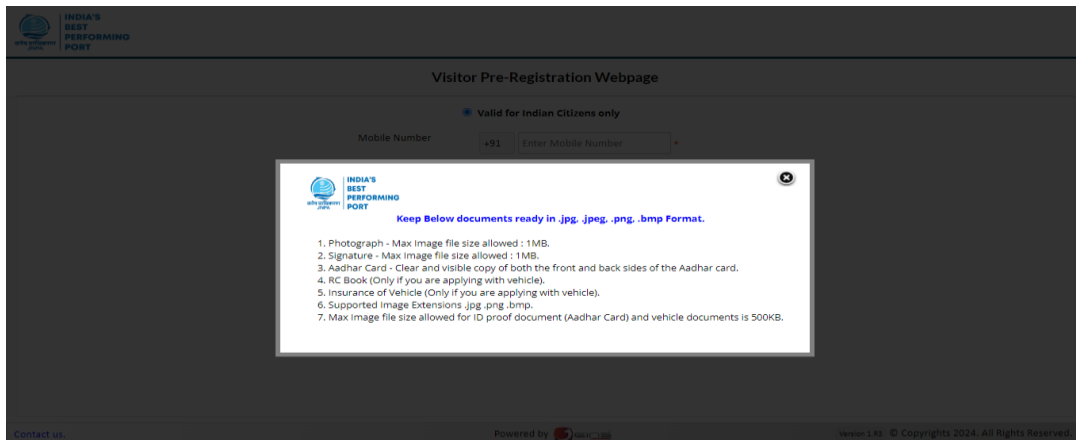 INDIA'S
BEST
PERFORMING
PORT
Visitor Pre-Registration Webpage
Valid for Indian Citizens only
Mobile Number +91 Enter Mobile Number *
INDIA'S
BEST
PERFORMING
PORT
Keep Below documents ready in .jpg, .jpeg, .png, .bmp Format.
1. Photograph - Max Image file size allowed : 1MB.
2. Signature - Max Image file size allowed : 1MB.
3. Aadhar Card - Clear and visible copy of both the front and back sides of the Aadhar card.
4. RC Book (Only if you are applying with vehicle).
5. Insurance of Vehicle (Only if you are applying with vehicle).
6. Supported Image Extensions .jpg .png .bmp.
7. Max Image file size allowed for ID proof document (Aadhar Card) and vehicle documents is 500KB.
Contact us.
Powered by
© Copyrights 2024. All Rights Reserved.